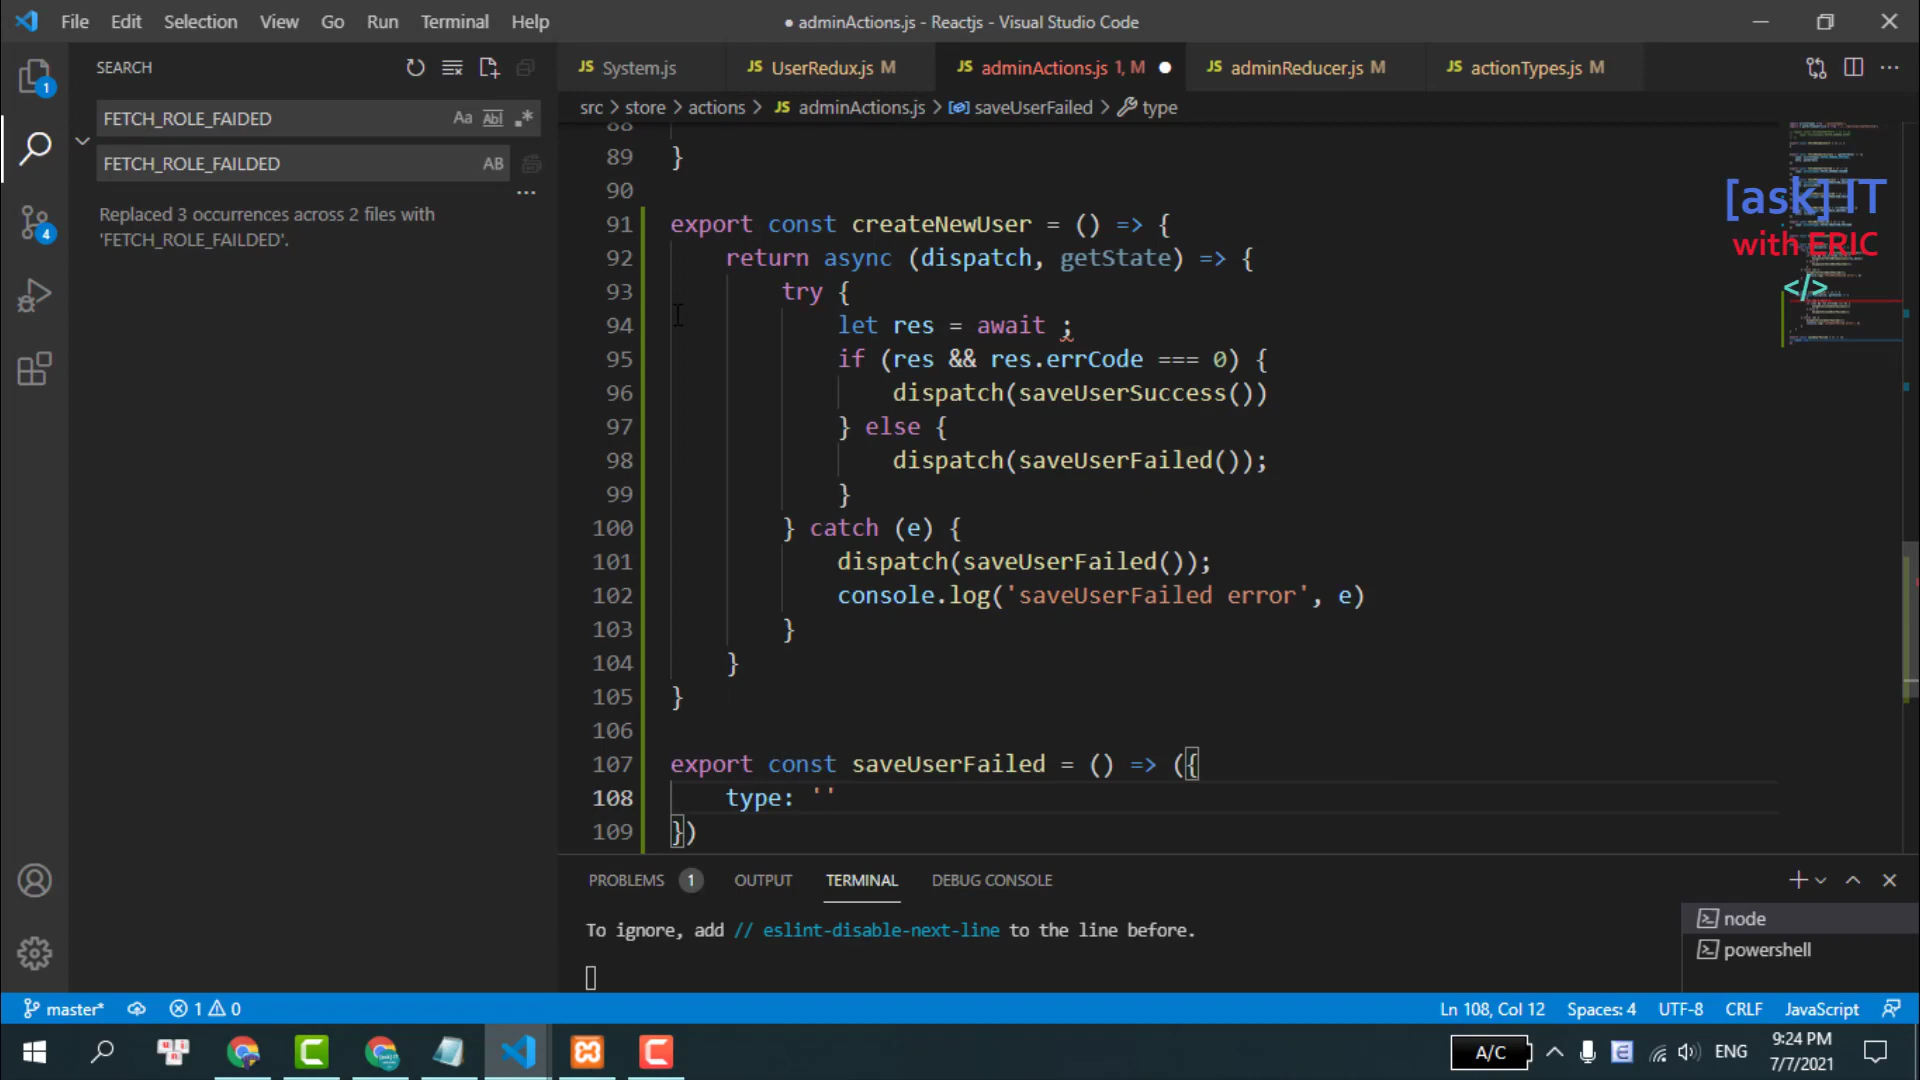 File Edit Selection View Go Run Terminal Help
● adminActions.js - Reactjs - Visual Studio Code
SEARCH
FETCH_ROLE_FAIDED
Aa Abl .*
FETCH_ROLE_FAILDED
AB
...
Replaced 3 occurrences across 2 files with
'FETCH_ROLE_FAILDED'.
1
4
JS System.js
JS UserRedux.js M
JS adminActions.js 1, M ●
JS adminReducer.js M
JS actionTypes.js M
src > store > actions > JS adminActions.js > saveUserFailed > type
88
89 }
90
91 export const createNewUser = () => {
92 return async (dispatch, getState) => {
93 try {
94 let res = await ;
95 if (res && res.errCode === 0) {
96 dispatch(saveUserSuccess())
97 } else {
98 dispatch(saveUserFailed());
99 }
100 } catch (e) {
101 dispatch(saveUserFailed());
102 console.log('saveUserFailed error', e)
103 }
104 }
105 }
106
107 export const saveUserFailed = () => ({
108 type: ''
109 })
[ask] IT
with ERIC
</>
PROBLEMS 1 OUTPUT TERMINAL DEBUG CONSOLE
To ignore, add // eslint-disable-next-line to the line before.
node
powershell
master* 1 0
Ln 108, Col 12 Spaces: 4 UTF-8 CRLF JavaScript
A/C
ENG
9:24 PM
7/7/2021